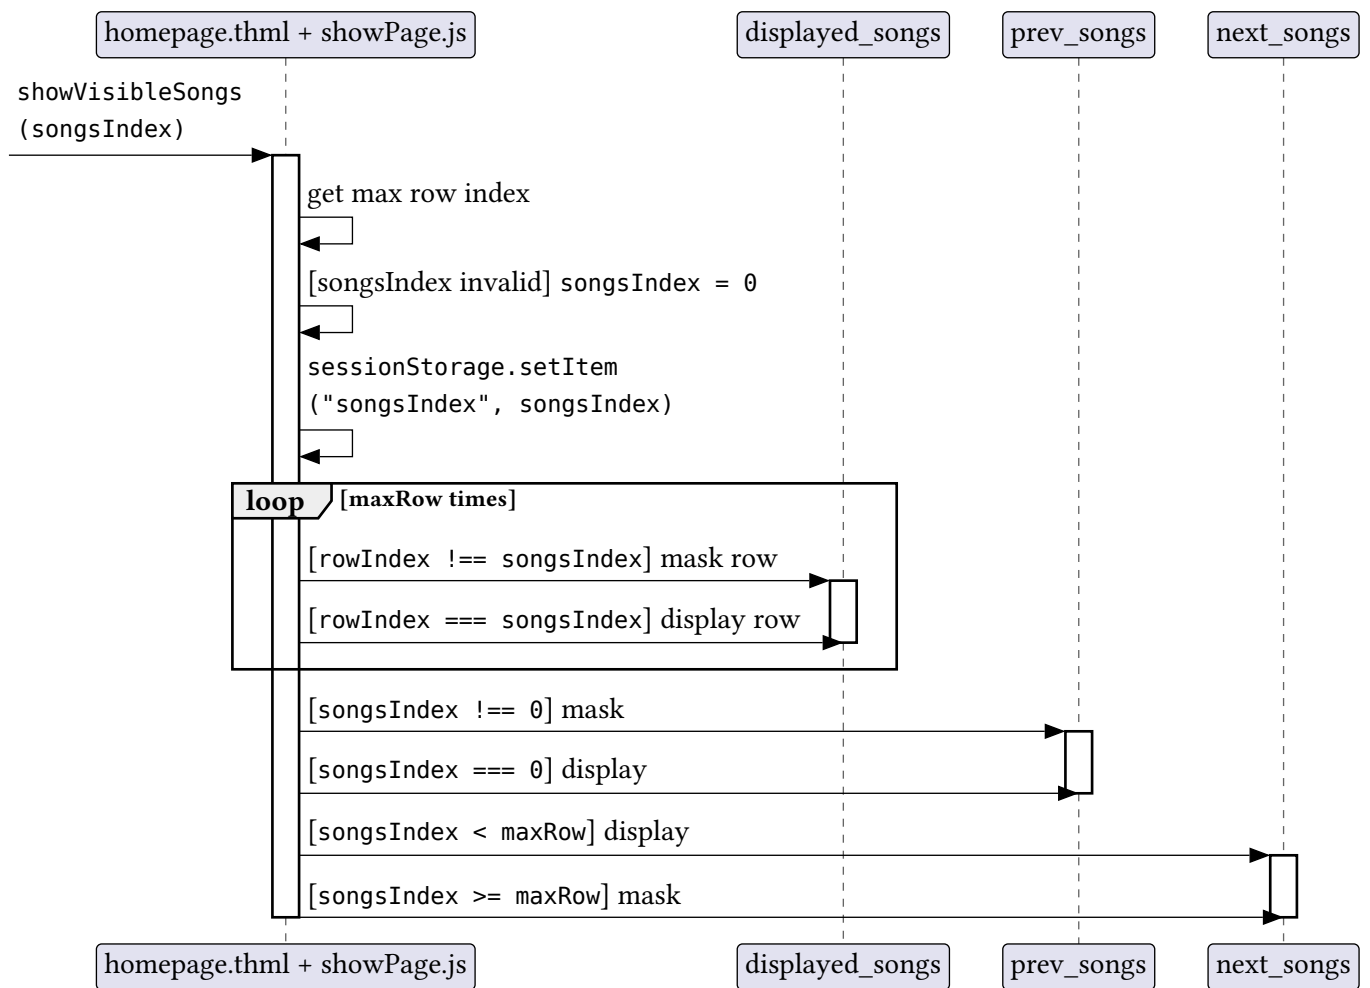 homepage.thml + showPage.js
displayed_songs
prev_songs
next_songs
showVisibleSongs
(songsIndex)
get max row index
[songsIndex invalid] songsIndex = 0
sessionStorage.setItem
("songsIndex", songsIndex)
loop [maxRow times]
[rowIndex !== songsIndex] mask row
[rowIndex === songsIndex] display row
[songsIndex !== 0] mask
[songsIndex === 0] display
[songsIndex < maxRow] display
[songsIndex >= maxRow] mask
homepage.thml + showPage.js
displayed_songs
prev_songs
next_songs